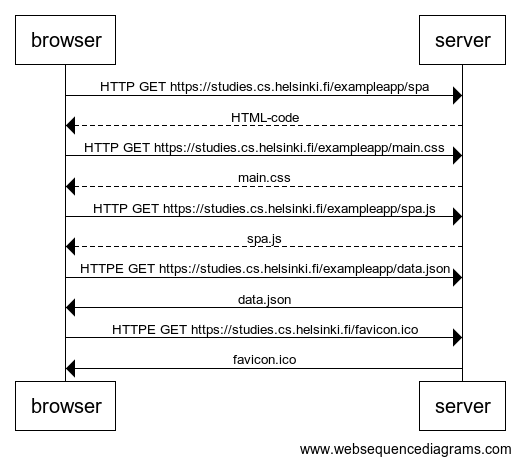 browser server
HTTP GET https://studies.cs.helsinki.fi/exampleapp/spa
HTML-code
HTTP GET https://studies.cs.helsinki.fi/exampleapp/main.css
main.css
HTTP GET https://studies.cs.helsinki.fi/exampleapp/spa.js
spa.js
HTTPE GET https://studies.cs.helsinki.fi/exampleapp/data.json
data.json
HTTPE GET https://studies.cs.helsinki.fi/favicon.ico
favicon.ico
browser server
www.websequencediagrams.com